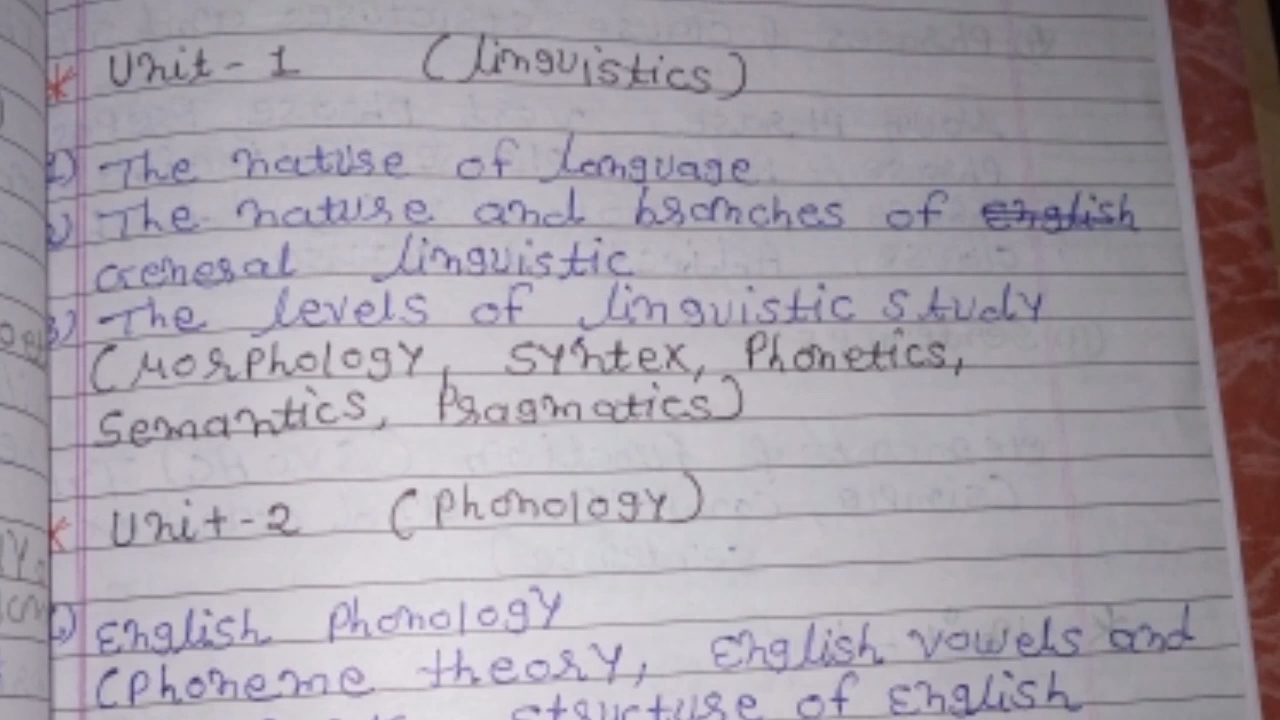 * Unit - 1 (linguistics)
1) The nature of language
2) The nature and branches of english
General linguistic
3) The levels of linguistic study
(Morphology, Syntex, Phonetics,
Semantics, Pragmatics)
* Unit - 2 (Phonology)
1) English Phonology
(Phoneme theory, English vowels and
structure of English